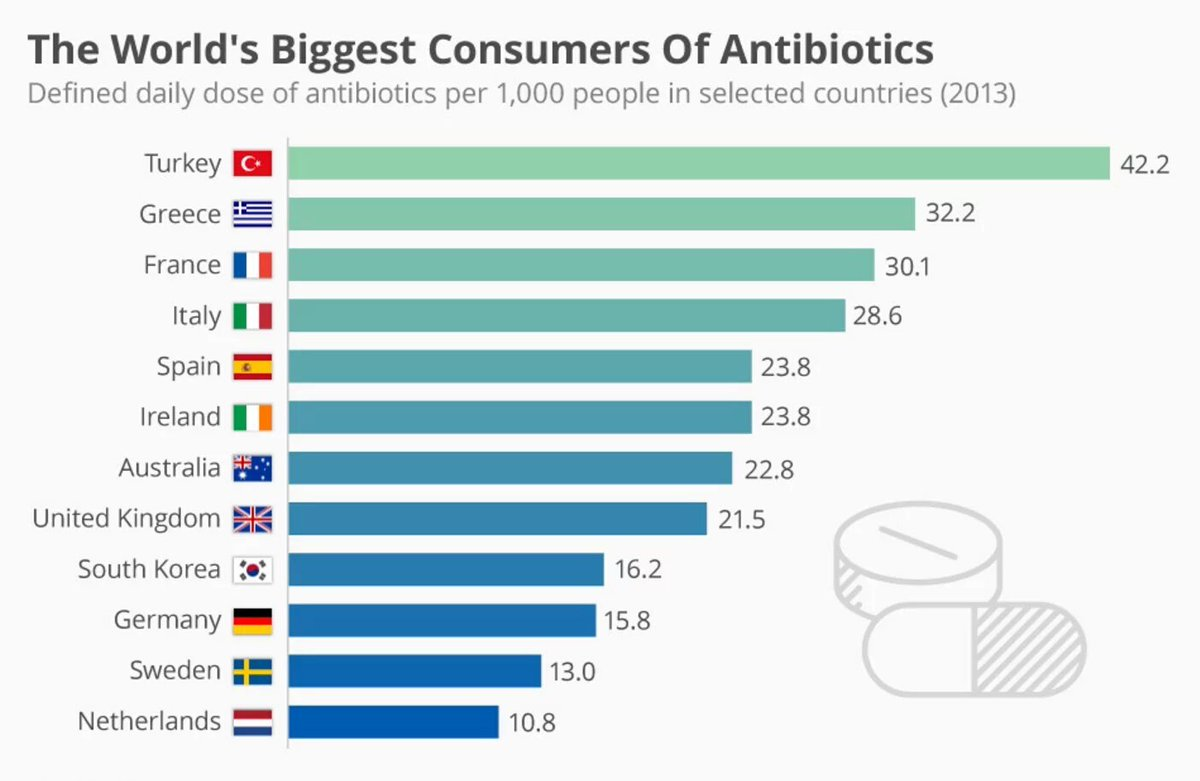 The World's Biggest Consumers Of Antibiotics
Defined daily dose of antibiotics per 1,000 people in selected countries (2013)
Turkey 42.2
Greece 32.2
France 30.1
Italy 28.6
Spain 23.8
Ireland 23.8
Australia 22.8
United Kingdom 21.5
South Korea 16.2
Germany 15.8
Sweden 13.0
Netherlands 10.8